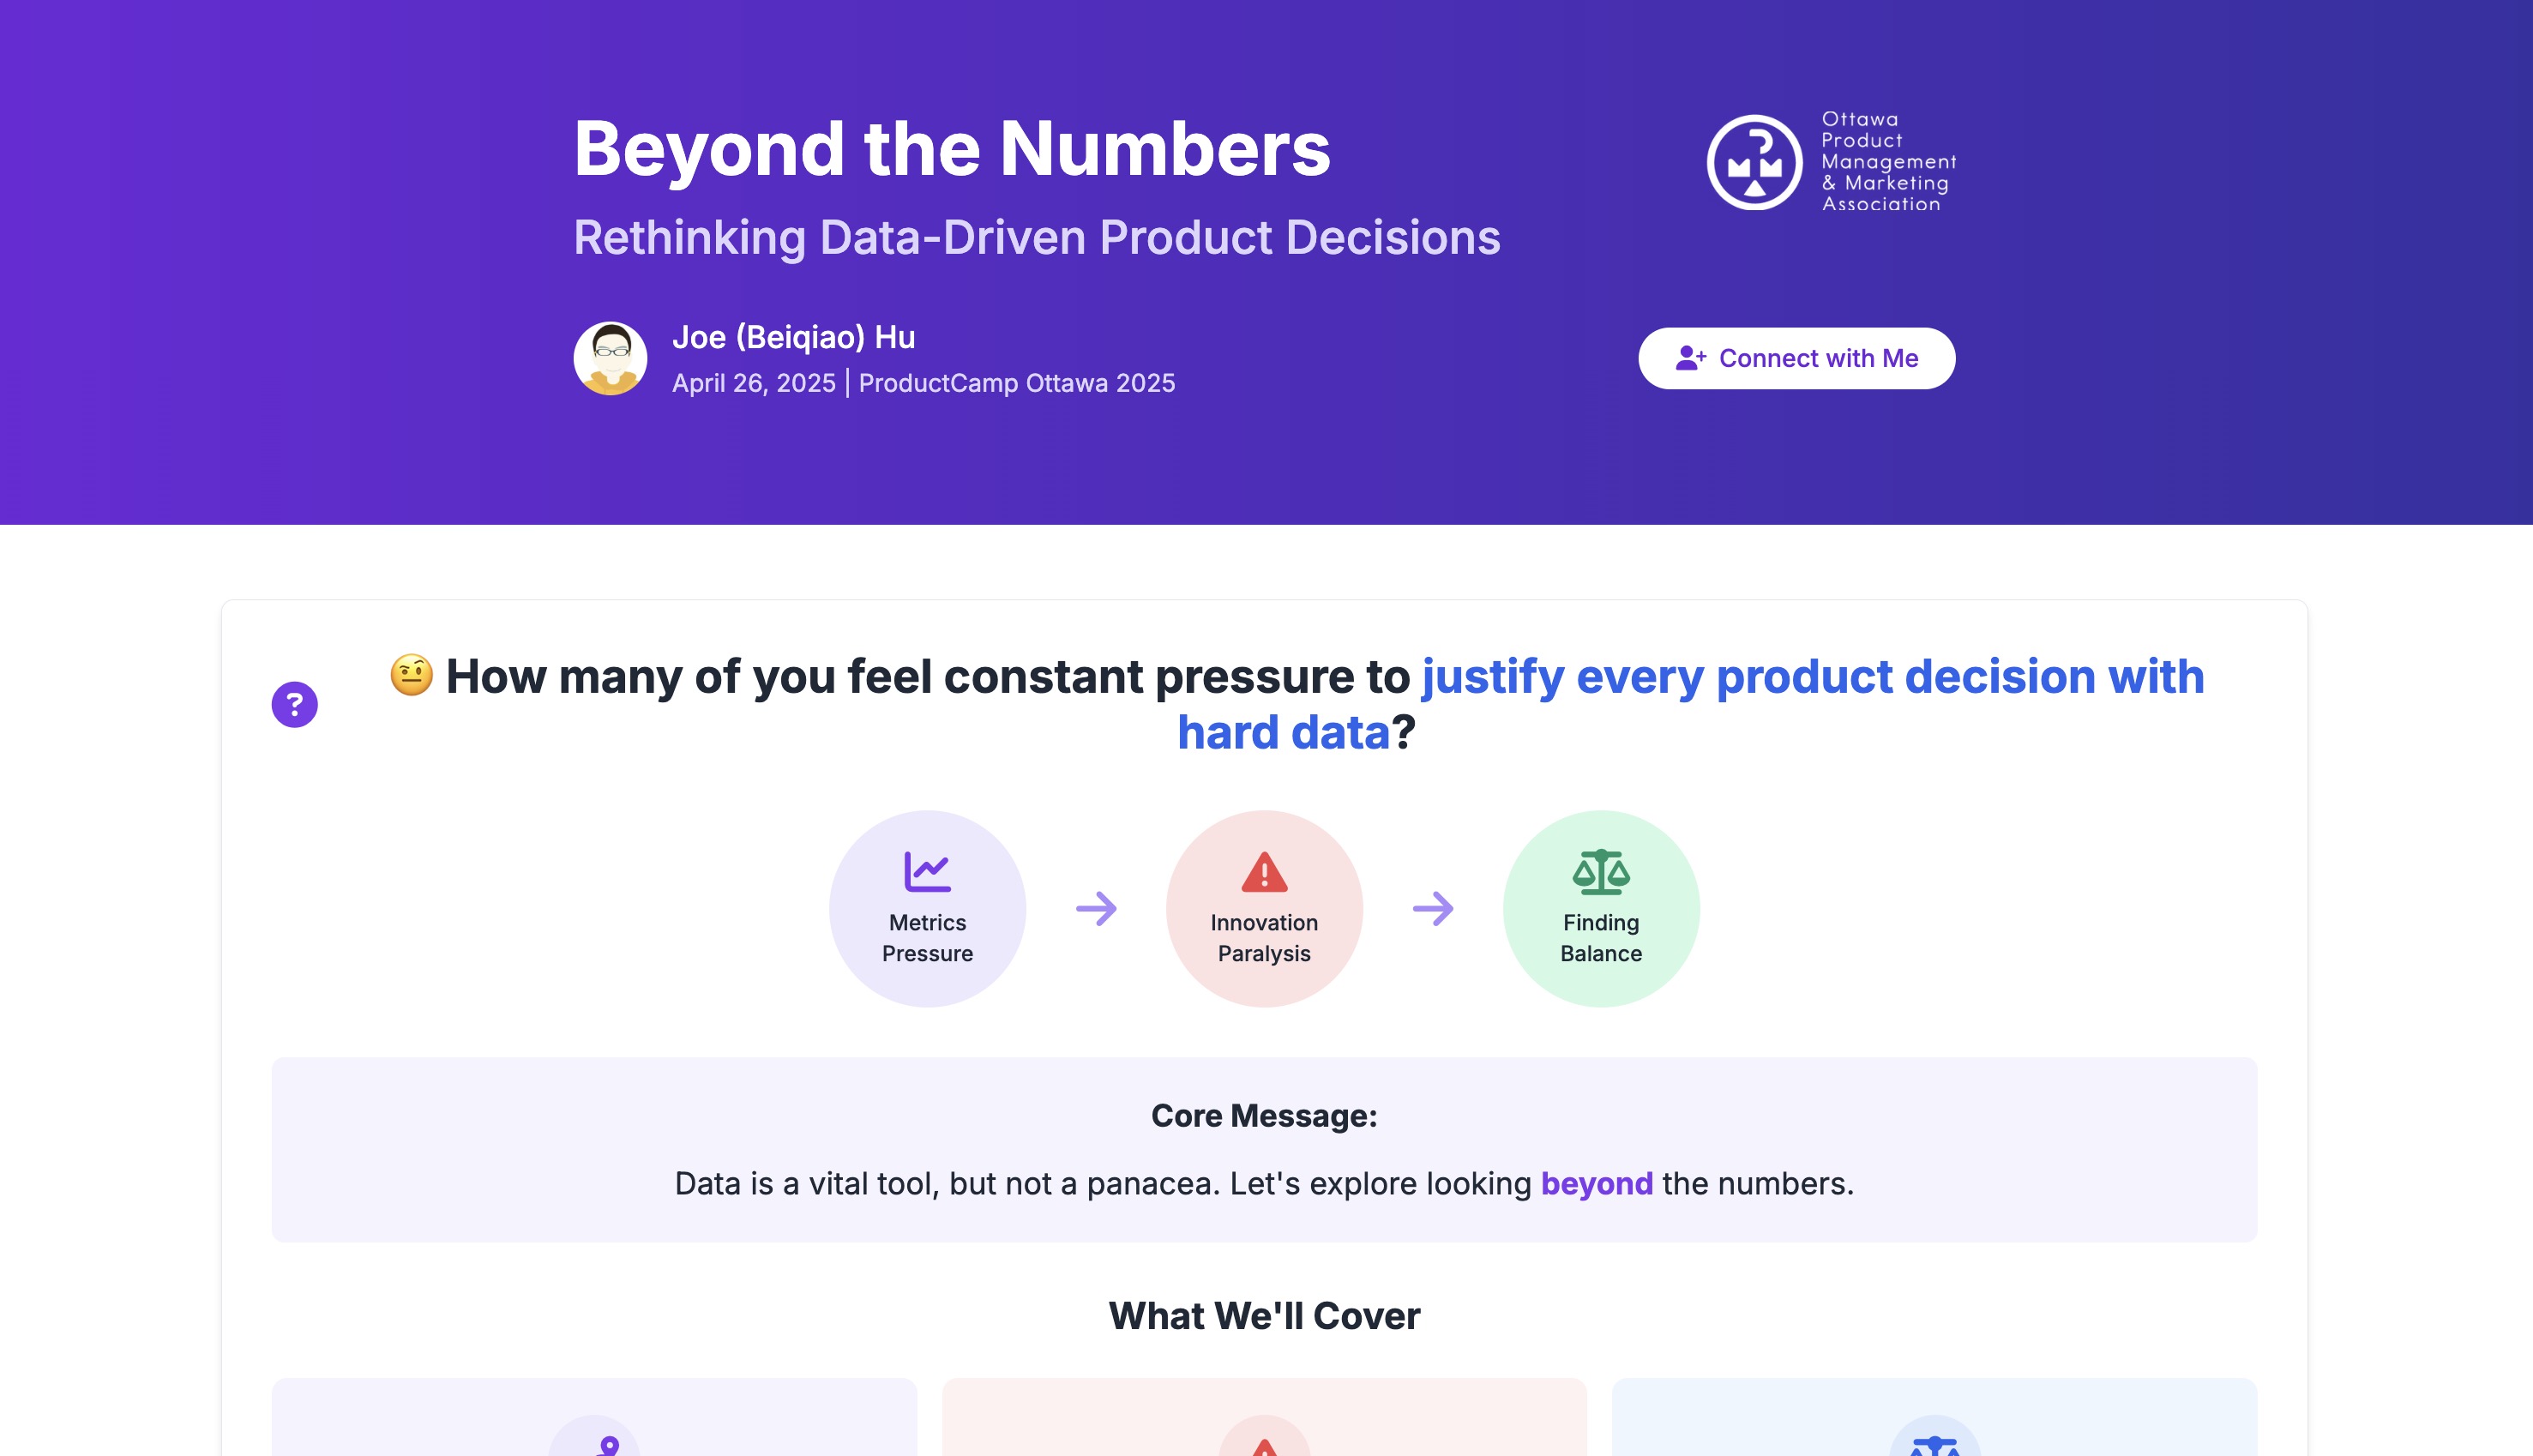 Beyond the Numbers
Rethinking Data-Driven Product Decisions
Ottawa
Product
Management
& Marketing
Association
Joe (Beiqiao) Hu
April 26, 2025 | ProductCamp Ottawa 2025
Connect with Me
?
🤨 How many of you feel constant pressure to justify every product decision with
hard data?
Metrics
Pressure
Innovation
Paralysis
Finding
Balance
Core Message:
Data is a vital tool, but not a panacea. Let's explore looking beyond the numbers.
What We'll Cover